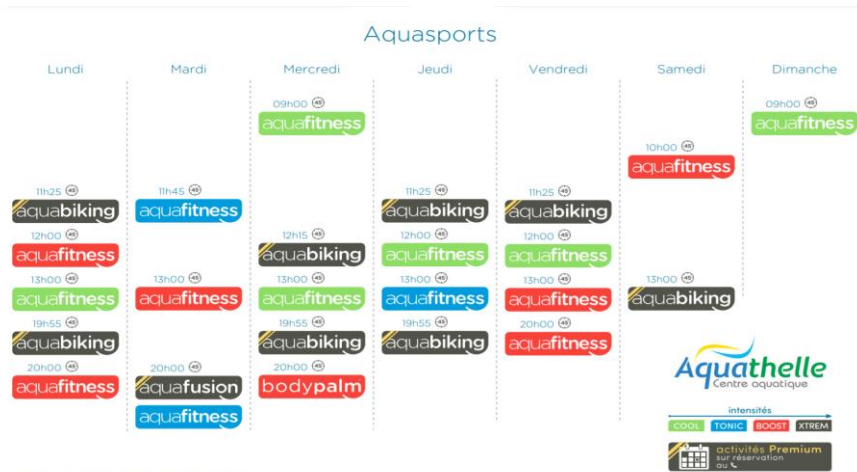 Aquasports
Lundi
Mardi
Mercredi
Jeudi
Vendredi
Samedi
Dimanche
11h25 45
aquabiking
12h00 45
aquafitness
13h00 45
aquafitness
19h55 45
aquabiking
20h00 45
aquafitness
11h45 45
aquafitness
13h00 45
aquafitness
20h00 45
aquafusion
aquafitness
09h00 45
aquafitness
12h15 45
aquabiking
13h00 45
aquafitness
19h55 45
aquabiking
20h00 45
bodypalm
11h25 45
aquabiking
12h00 45
aquafitness
13h00 45
aquafitness
19h55 45
aquabiking
11h25 45
aquabiking
12h00 45
aquafitness
13h00 45
aquafitness
20h00 45
aquafitness
10h00 45
aquafitness
13h00 45
aquabiking
09h00 45
aquafitness
Aquathelle
Centre aquatique
intensités
COOL TONIC BOOST XTREM
activités Premium
sur réservation
au